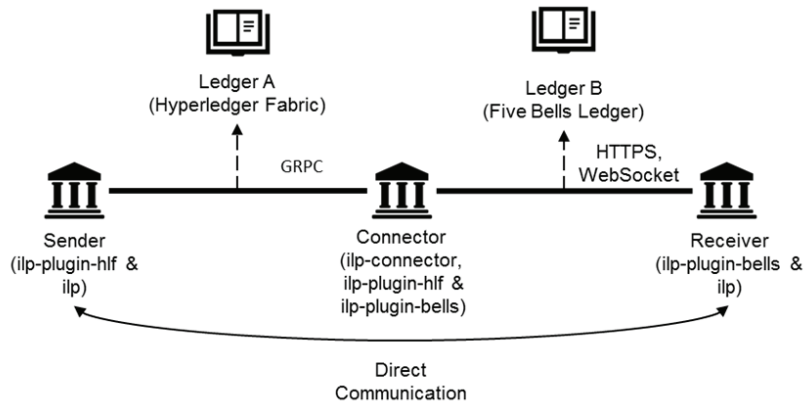 Ledger A
(Hyperledger Fabric)
Ledger B
(Five Bells Ledger)
GRPC
HTTPS,
WebSocket
Sender
(ilp-plugin-hlf &
ilp)
Connector
(ilp-connector,
ilp-plugin-hlf &
ilp-plugin-bells)
Receiver
(ilp-plugin-bells &
ilp)
Direct
Communication